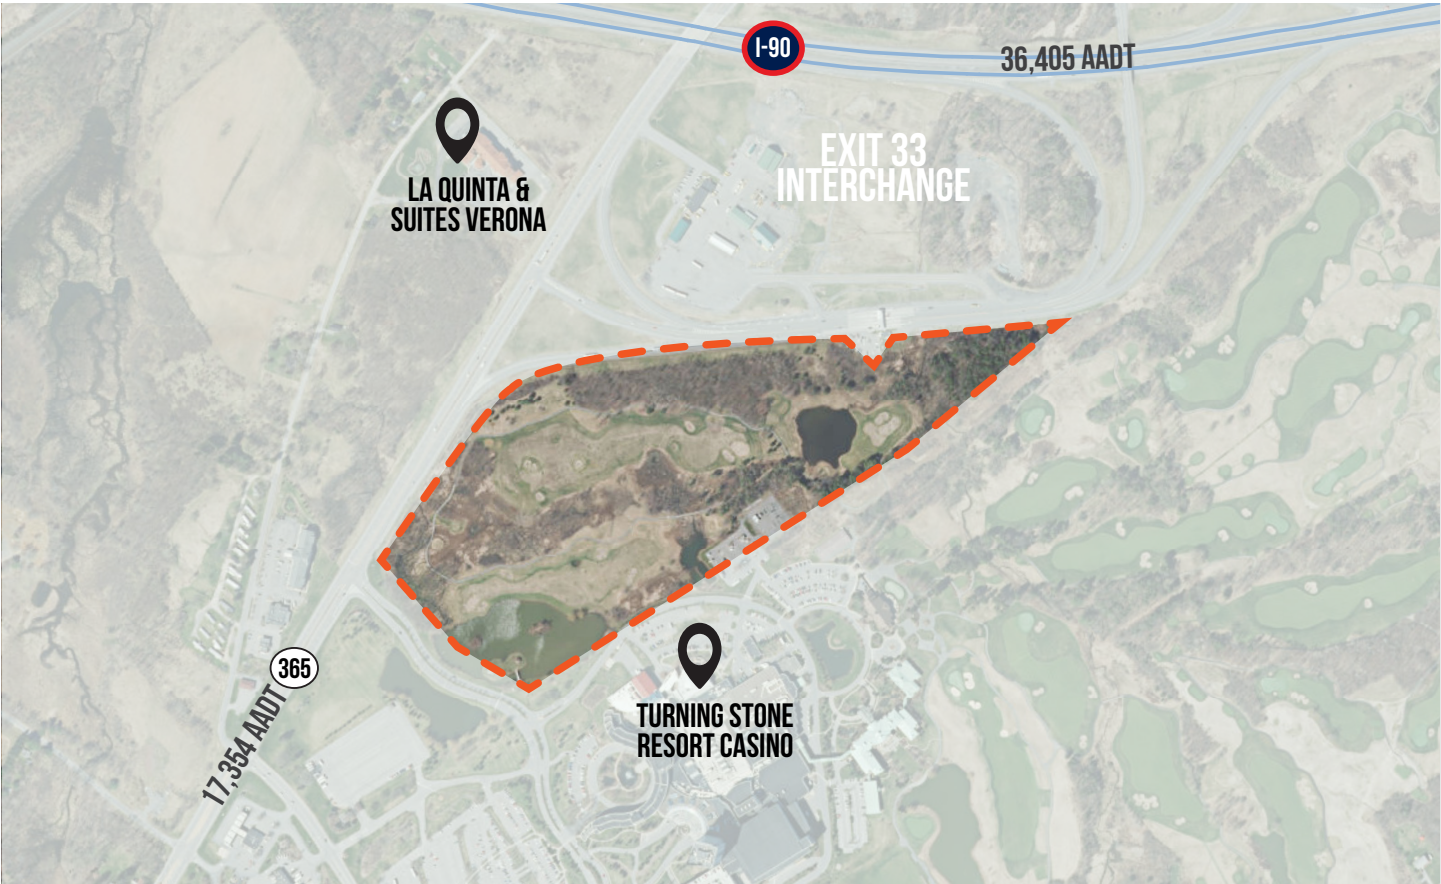 I-90
36,405 AADT
EXIT 33
INTERCHANGE
LA QUINTA &
SUITES VERONA
365
17,354 AADT
TURNING STONE
RESORT CASINO